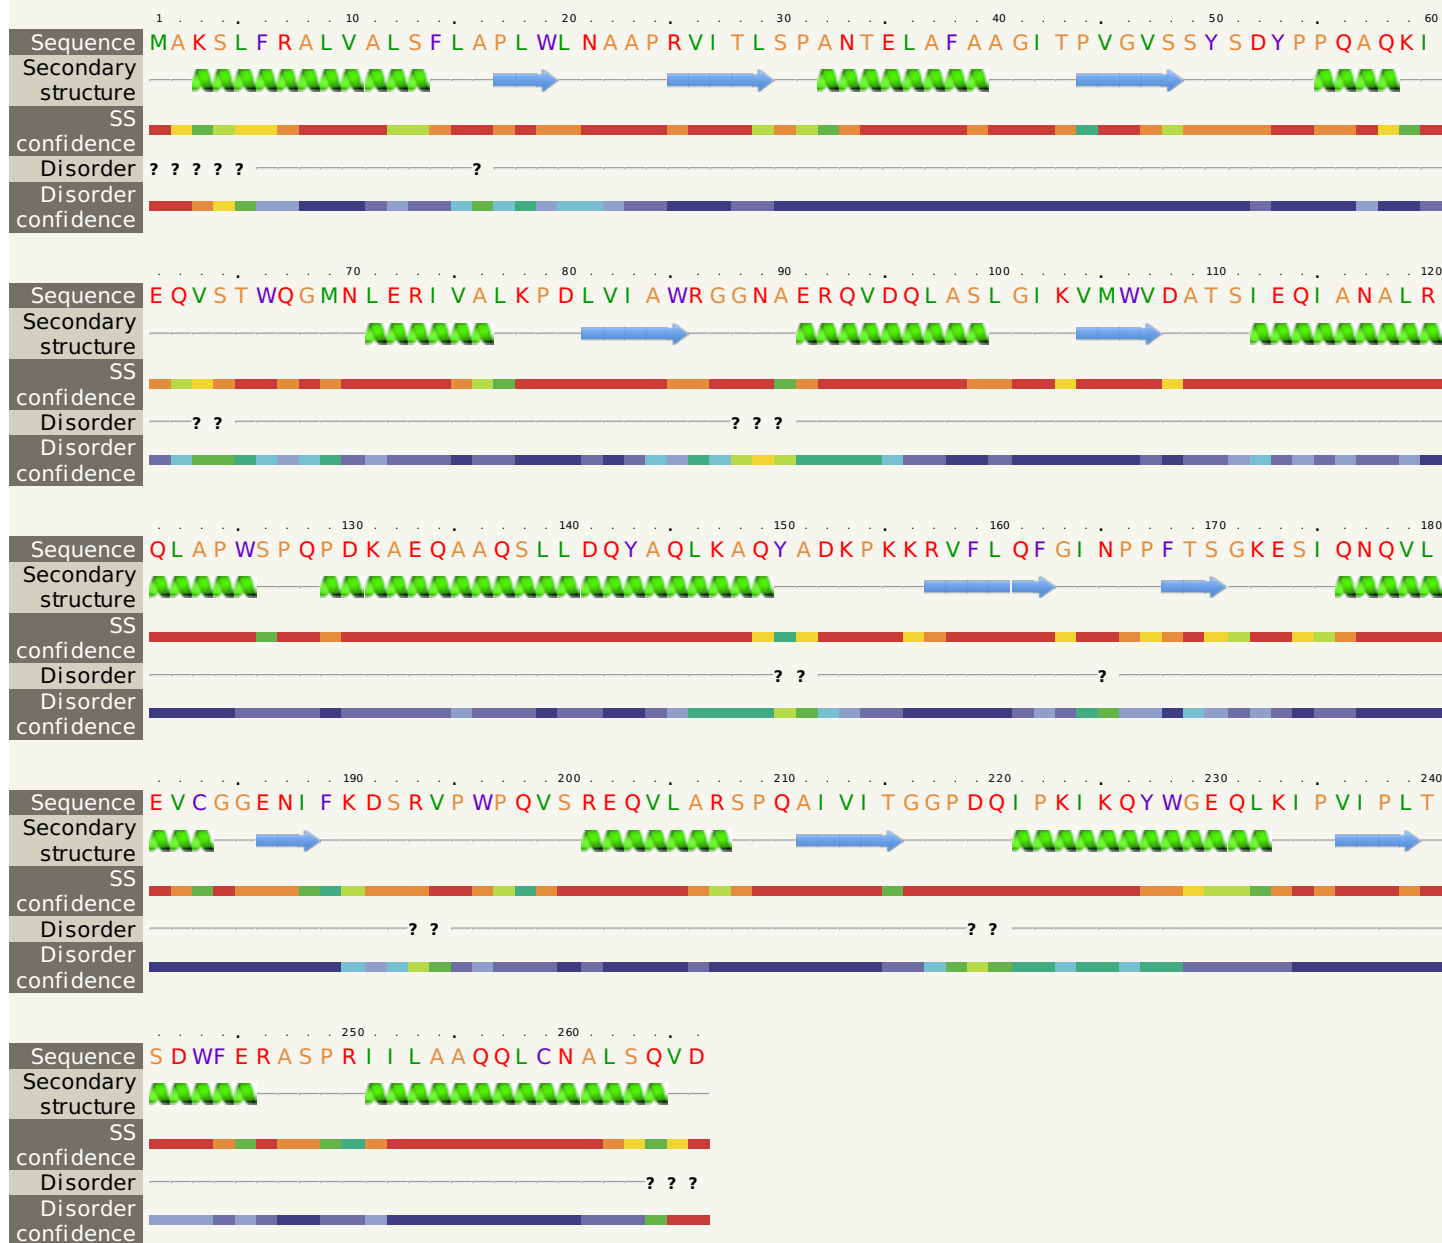 1 . . . . 10 . . . . 20 . . . . 30 . . . . 40 . . . . 50 . . . . 60
Sequence MAKSLFRALVALSFLAPLWLNAAPRVITLSPANTELAFAAGITPVGVSSYSDYPPQAQKI
Secondary
structure
SS
confidence
Disorder ? ? ? ? ? ?
Disorder
confidence
70 80 90 100 110 120
Sequence EQVSTWQGMNLERIVALKPDLVIAWRGGNAERQVDQLASLGIKVMWVDATSIEQIANALR
Secondary
structure
SS
confidence
Disorder ? ? ? ? ?
Disorder
confidence
130 140 150 160 170 180
Sequence QLAPWSPQPDKAEQAAQSLLDQYAQLKAQYADKPKKRVFLQFGINPPFTSGKESIQNQVL
Secondary
structure
SS
confidence
Disorder ? ? ?
Disorder
confidence
190 200 210 220 230 240
Sequence EVCGGENIFKDSRVPWPQVSREQVLARSPQAIVITGGPDQIPKIKQYWGEQLKIPVIPLT
Secondary
structure
SS
confidence
Disorder ? ? ? ?
Disorder
confidence
250 260
Sequence SDWFERASPRIILAAQQLCNALSQVD
Secondary
structure
SS
confidence
Disorder ? ? ?
Disorder
confidence